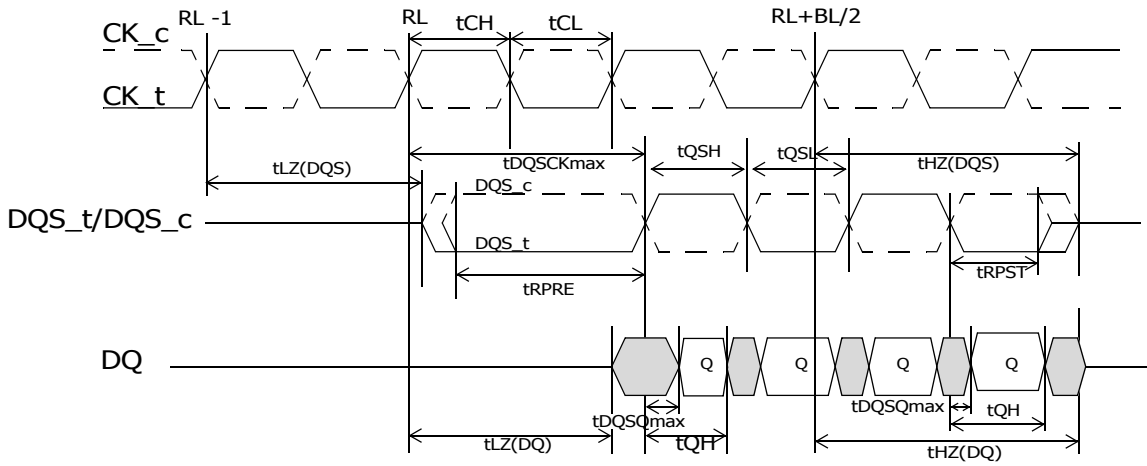 RL -1
RL
tCH
tCL
RL+BL/2
CK_c
CK_t
tLZ(DQS)
tDQSCKmax
tQSH
tQSL
tHZ(DQS)
DQS_c
DQS_t/DQS_c
DQS_t
tRPRE
tRPST
DQ
Q
Q
Q
Q
tDQSQmax
tDQSQmax
tQH
tLZ(DQ)
tQH
tHZ(DQ)